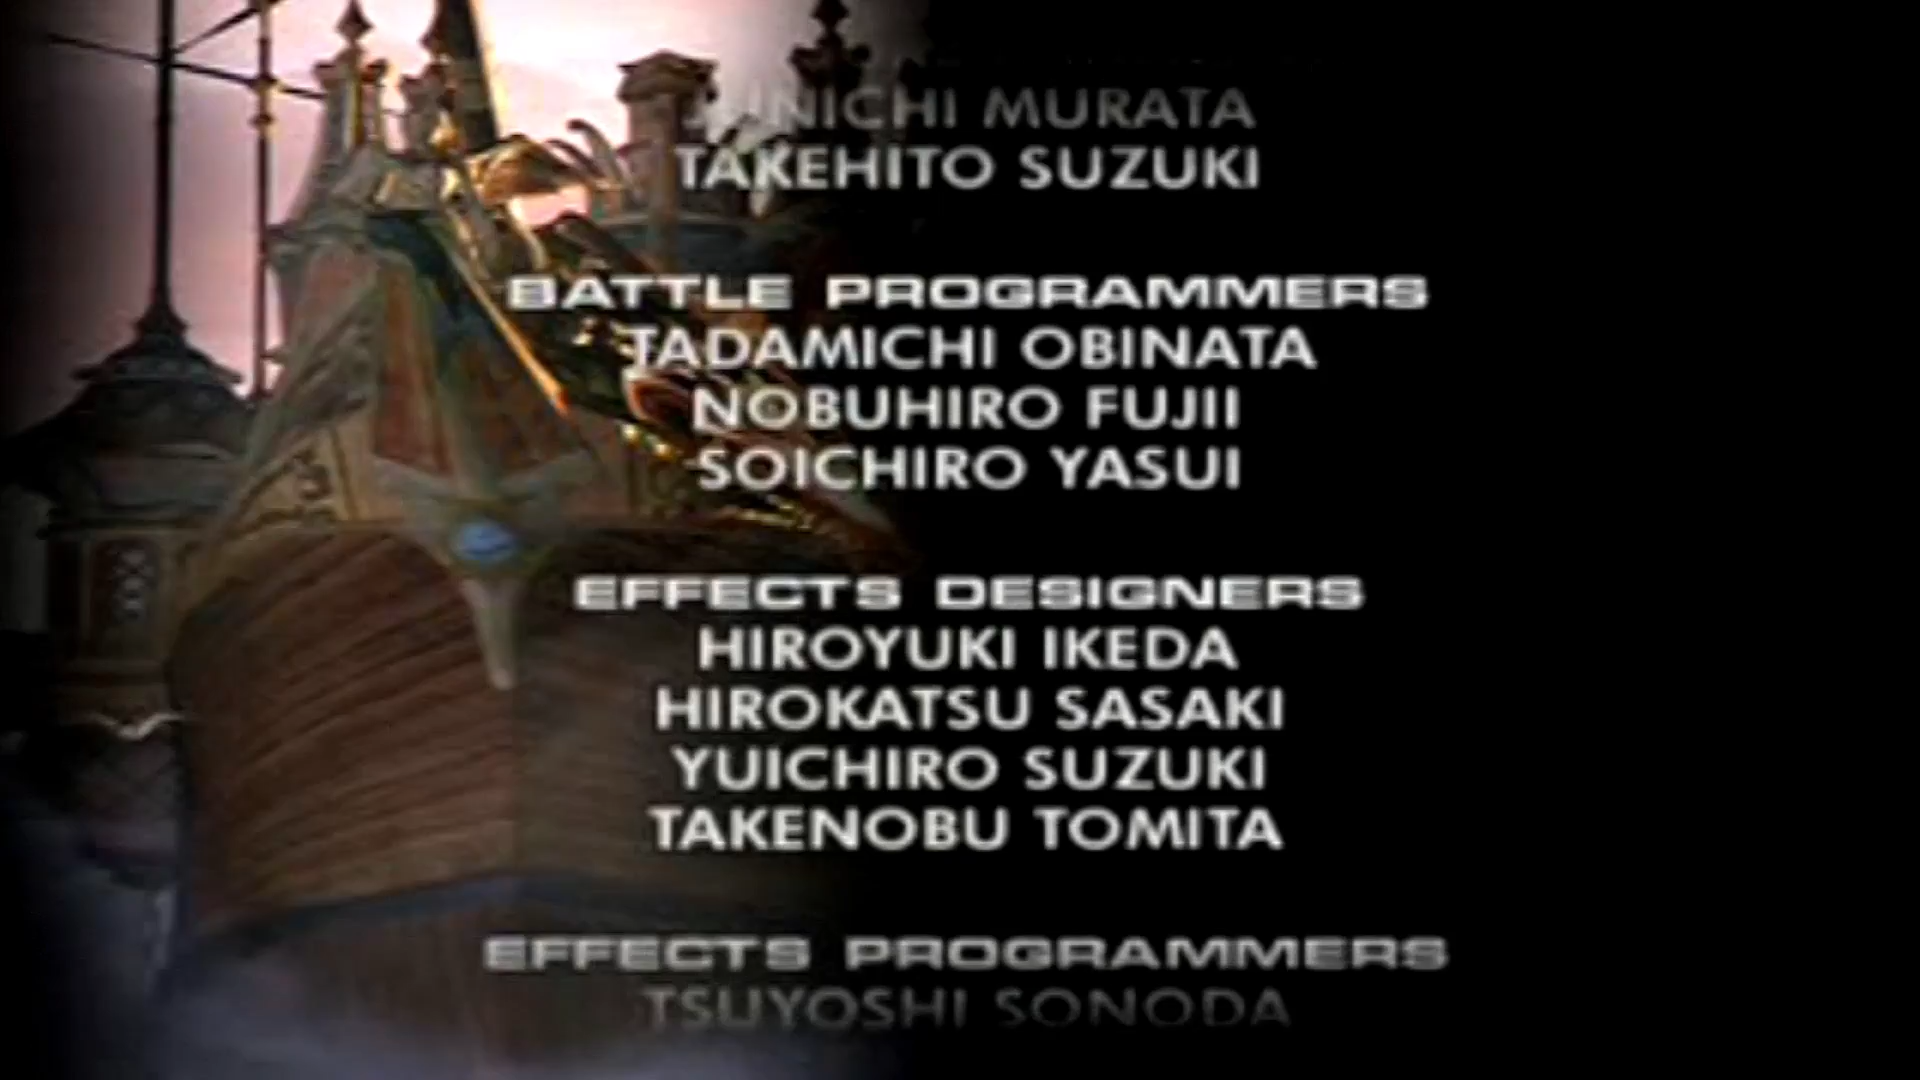 JUNICHI MURATA
TAKEHITO SUZUKI
BATTLE PROGRAMMERS
TADAMICHI OBINATA
NOBUHIRO FUJII
SOICHIRO YASUI
EFFECTS DESIGNERS
HIROYUKI IKEDA
HIROKATSU SASAKI
YUICHIRO SUZUKI
TAKENOBU TOMITA
EFFECTS PROGRAMMERS
TSUYOSHI SONODA